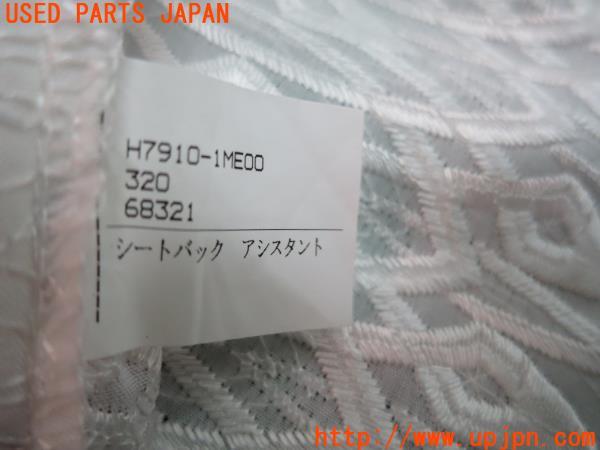 USED PARTS JAPAN
H7910-1ME00
320
68321
シートバック アシスタント
http://www.upjpn.com